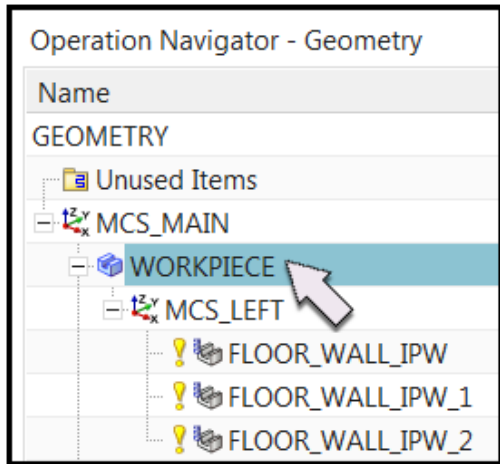 Operation Navigator - Geometry
Name
GEOMETRY
Unused Items
MCS_MAIN
WORKPIECE
MCS_LEFT
FLOOR_WALL_IPW
FLOOR_WALL_IPW_1
FLOOR_WALL_IPW_2